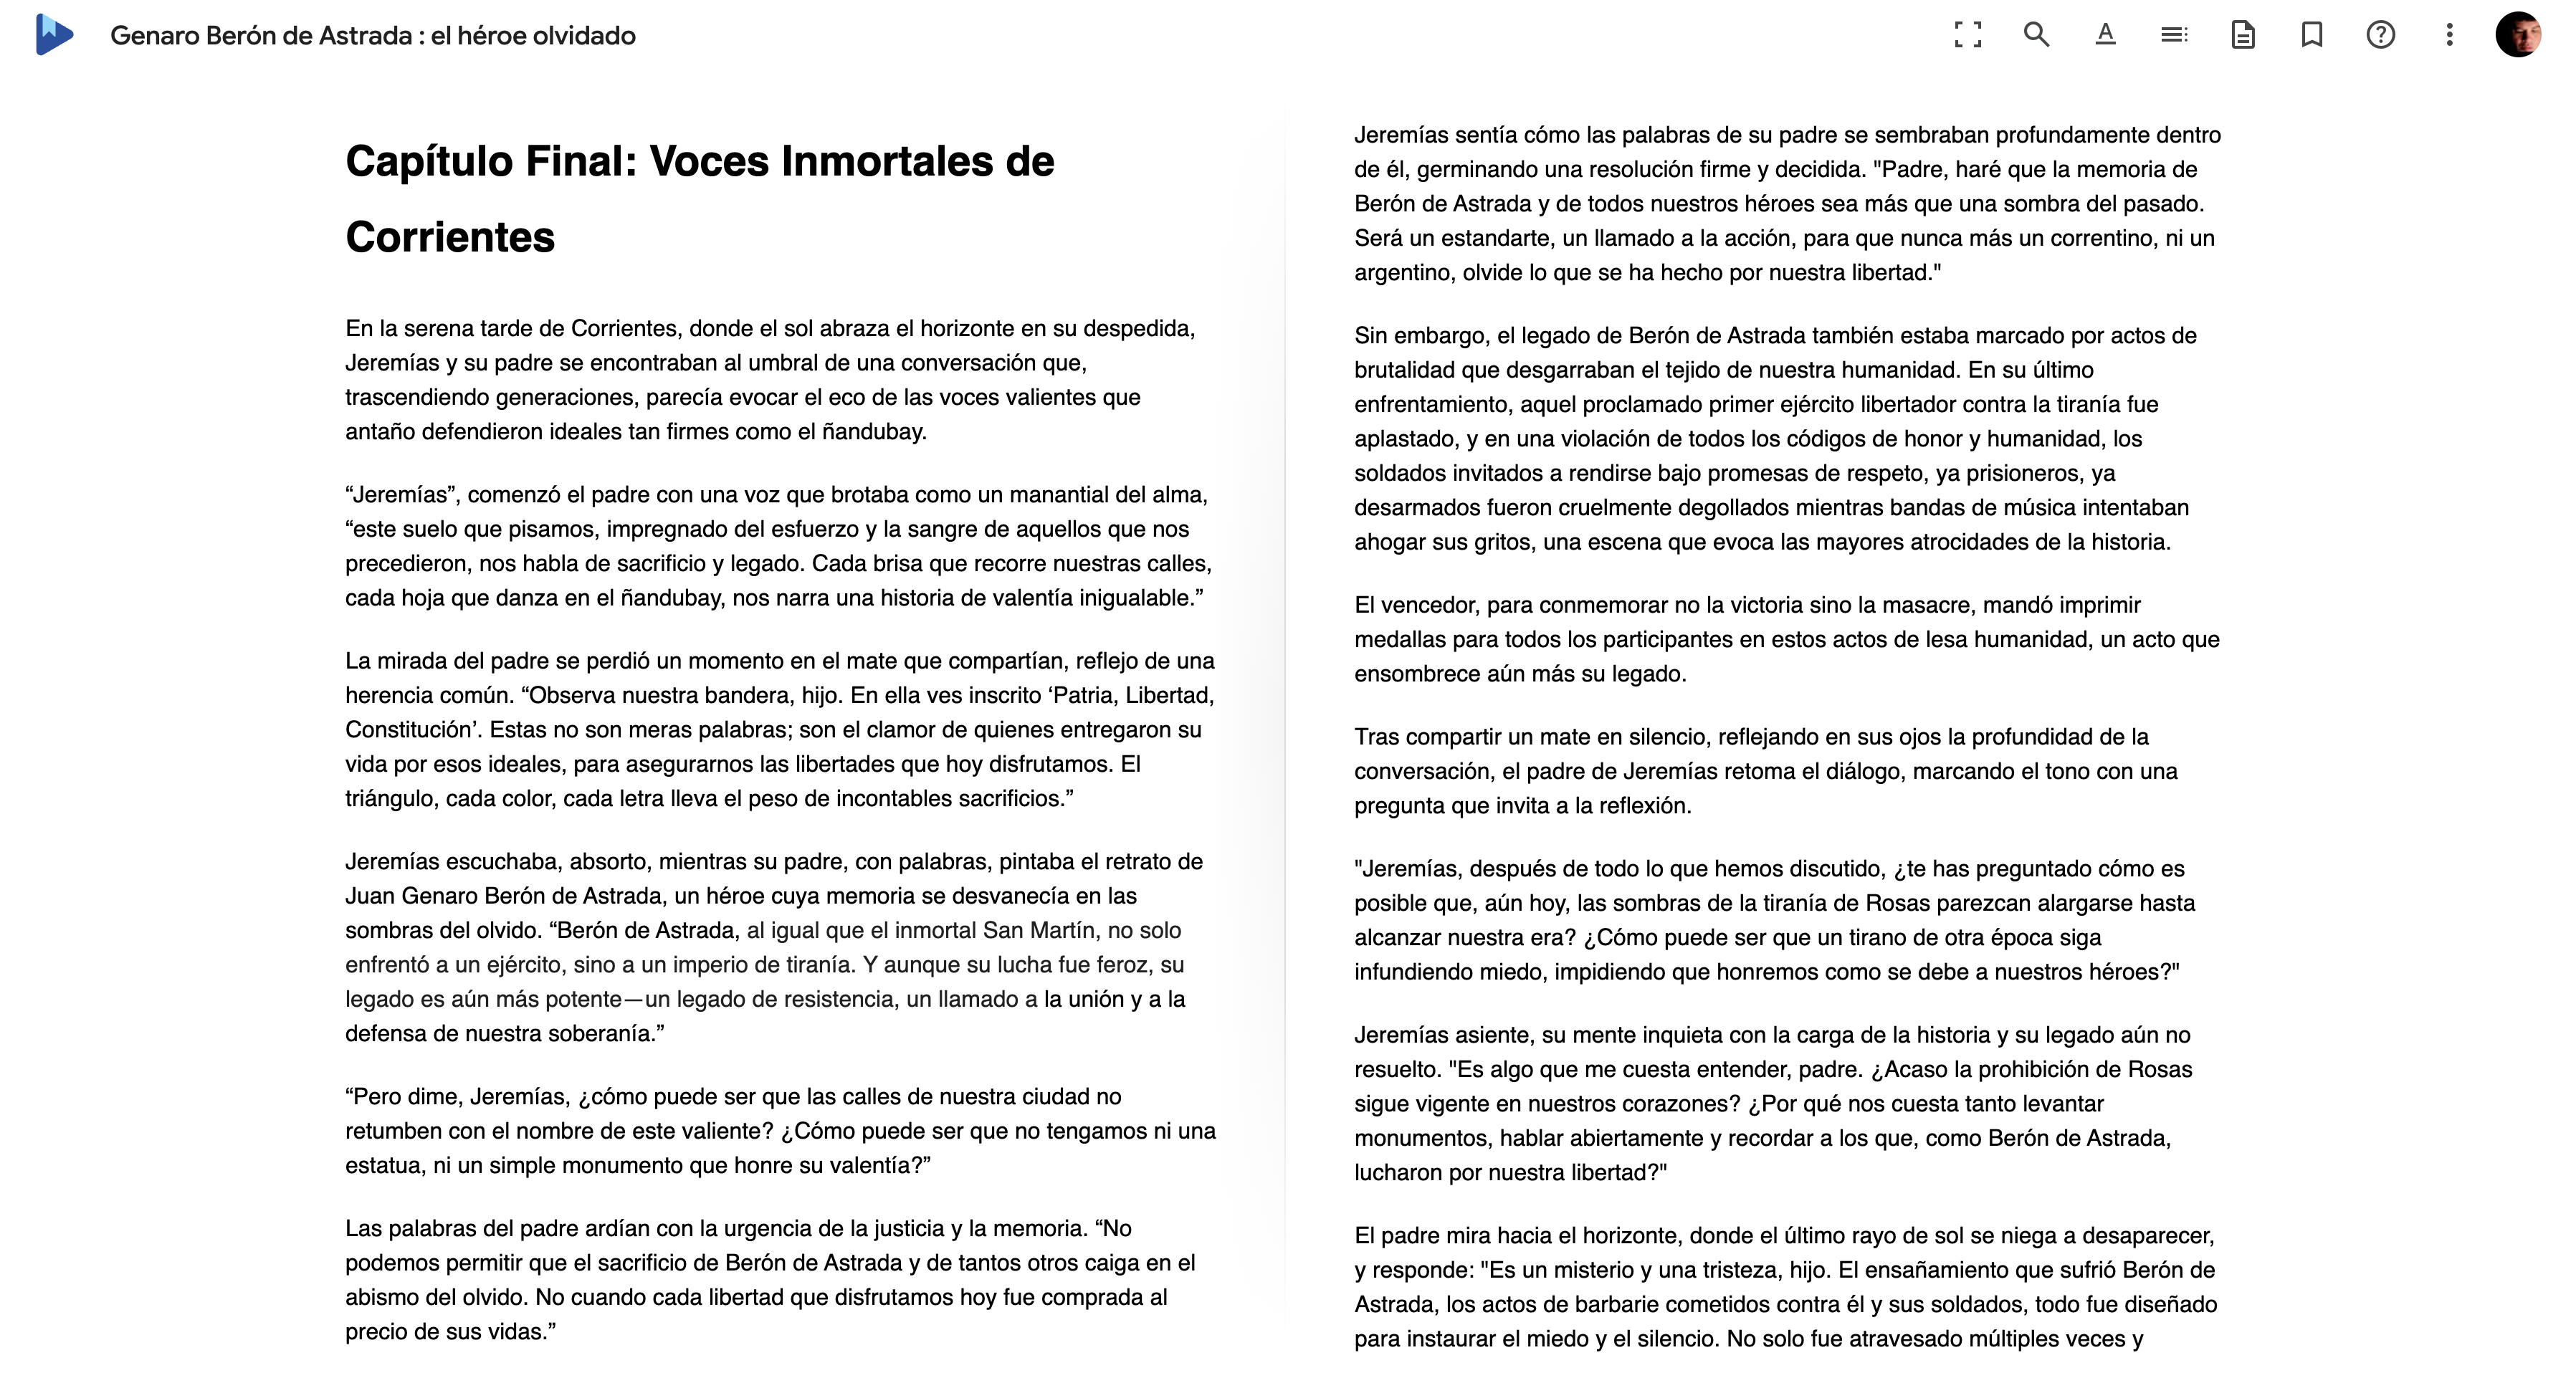 Genaro Berón de Astrada : el héroe olvidado
Capítulo Final: Voces Inmortales de
Corrientes
En la serena tarde de Corrientes, donde el sol abraza el horizonte en su despedida,
Jeremías y su padre se encontraban al umbral de una conversación que,
trascendiendo generaciones, parecía evocar el eco de las voces valientes que
antaño defendieron ideales tan firmes como el ñandubay.
“Jeremías”, comenzó el padre con una voz que brotaba como un manantial del alma,
“este suelo que pisamos, impregnado del esfuerzo y la sangre de aquellos que nos
precedieron, nos habla de sacrificio y legado. Cada brisa que recorre nuestras calles,
cada hoja que danza en el ñandubay, nos narra una historia de valentía inigualable.”
La mirada del padre se perdió un momento en el mate que compartían, reflejo de una
herencia común. “Observa nuestra bandera, hijo. En ella ves inscrito ‘Patria, Libertad,
Constitución’. Estas no son meras palabras; son el clamor de quienes entregaron su
vida por esos ideales, para asegurarnos las libertades que hoy disfrutamos. El
triángulo, cada color, cada letra lleva el peso de incontables sacrificios.”
Jeremías escuchaba, absorto, mientras su padre, con palabras, pintaba el retrato de
Juan Genaro Berón de Astrada, un héroe cuya memoria se desvanecía en las
sombras del olvido. “Berón de Astrada, al igual que el inmortal San Martín, no solo
enfrentó a un ejército, sino a un imperio de tiranía. Y aunque su lucha fue feroz, su
legado es aún más potente—un legado de resistencia, un llamado a la unión y a la
defensa de nuestra soberanía.”
“Pero dime, Jeremías, ¿cómo puede ser que las calles de nuestra ciudad no
retumben con el nombre de este valiente? ¿Cómo puede ser que no tengamos ni una
estatua, ni un simple monumento que honre su valentía?”
Las palabras del padre ardían con la urgencia de la justicia y la memoria. “No
podemos permitir que el sacrificio de Berón de Astrada y de tantos otros caiga en el
abismo del olvido. No cuando cada libertad que disfrutamos hoy fue comprada al
precio de sus vidas.”
Jeremías sentía cómo las palabras de su padre se sembraban profundamente dentro
de él, germinando una resolución firme y decidida. "Padre, haré que la memoria de
Berón de Astrada y de todos nuestros héroes sea más que una sombra del pasado.
Será un estandarte, un llamado a la acción, para que nunca más un correntino, ni un
argentino, olvide lo que se ha hecho por nuestra libertad."
Sin embargo, el legado de Berón de Astrada también estaba marcado por actos de
brutalidad que desgarraban el tejido de nuestra humanidad. En su último
enfrentamiento, aquel proclamado primer ejército libertador contra la tiranía fue
aplastado, y en una violación de todos los códigos de honor y humanidad, los
soldados invitados a rendirse bajo promesas de respeto, ya prisioneros, ya
desarmados fueron cruelmente degollados mientras bandas de música intentaban
ahogar sus gritos, una escena que evoca las mayores atrocidades de la historia.
El vencedor, para conmemorar no la victoria sino la masacre, mandó imprimir
medallas para todos los participantes en estos actos de lesa humanidad, un acto que
ensombrece aún más su legado.
Tras compartir un mate en silencio, reflejando en sus ojos la profundidad de la
conversación, el padre de Jeremías retoma el diálogo, marcando el tono con una
pregunta que invita a la reflexión.
"Jeremías, después de todo lo que hemos discutido, ¿te has preguntado cómo es
posible que, aún hoy, las sombras de la tiranía de Rosas parezcan alargarse hasta
alcanzar nuestra era? ¿Cómo puede ser que un tirano de otra época siga
infundiendo miedo, impidiendo que honremos como se debe a nuestros héroes?"
Jeremías asiente, su mente inquieta con la carga de la historia y su legado aún no
resuelto. "Es algo que me cuesta entender, padre. ¿Acaso la prohibición de Rosas
sigue vigente en nuestros corazones? ¿Por qué nos cuesta tanto levantar
monumentos, hablar abiertamente y recordar a los que, como Berón de Astrada,
lucharon por nuestra libertad?"
El padre mira hacia el horizonte, donde el último rayo de sol se niega a desaparecer,
y responde: "Es un misterio y una tristeza, hijo. El ensañamiento que sufrió Berón de
Astrada, los actos de barbarie cometidos contra él y sus soldados, todo fue diseñado
para instaurar el miedo y el silencio. No solo fue atravesado múltiples veces y